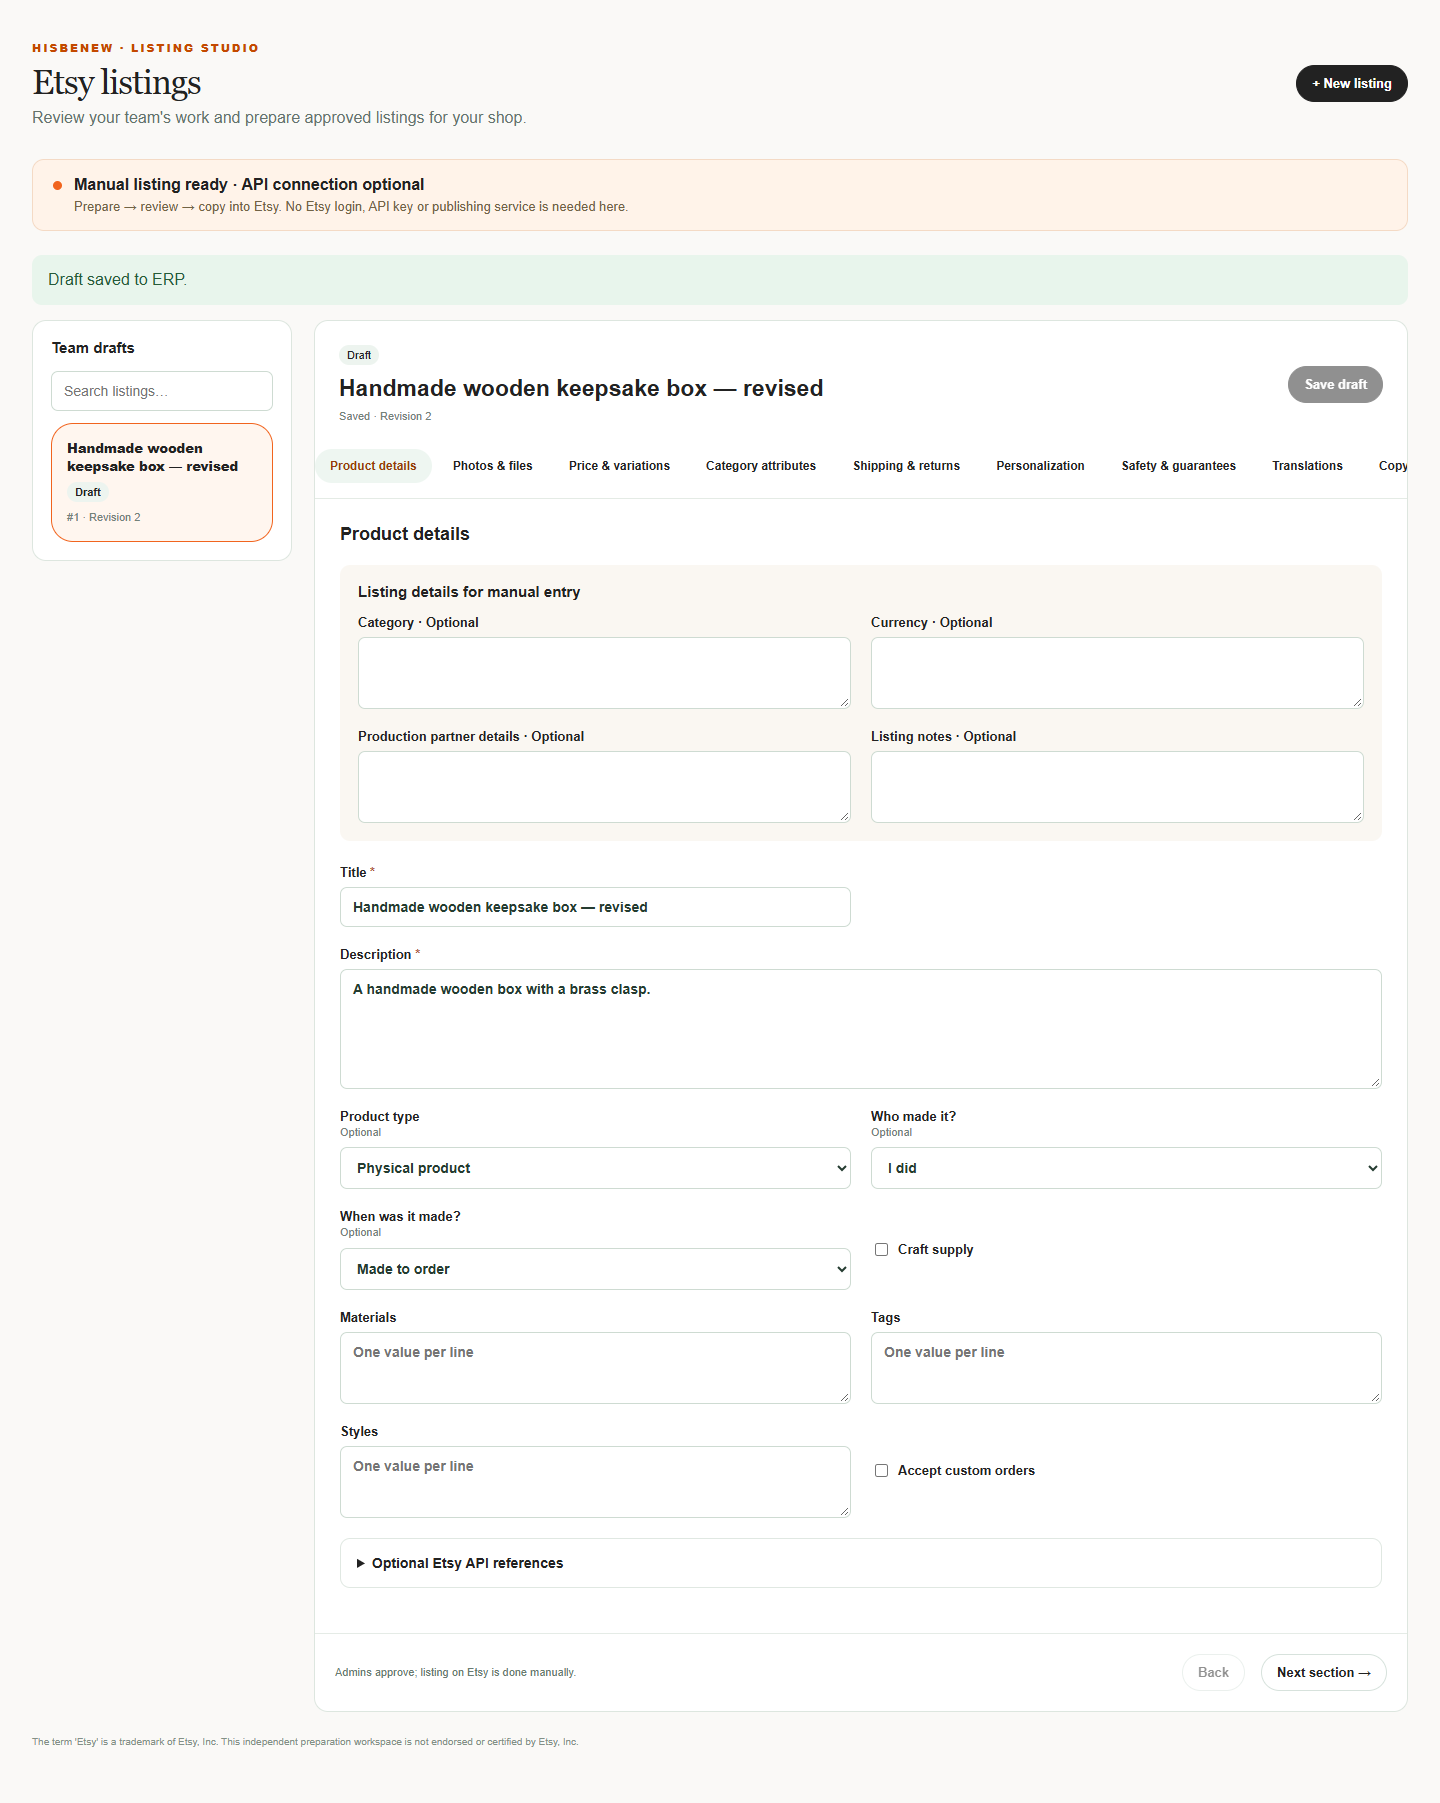 HISBENEW · LISTING STUDIO
Etsy listings
+ New listing
Review your team's work and prepare approved listings for your shop.
Manual listing ready · API connection optional
Prepare → review → copy into Etsy. No Etsy login, API key or publishing service is needed here.
Draft saved to ERP.
Team drafts
Search listings…
Handmade wooden
keepsake box — revised
Draft
#1 · Revision 2
Draft
Handmade wooden keepsake box — revised
Saved · Revision 2
Save draft
Product details
Photos & files
Price & variations
Category attributes
Shipping & returns
Personalization
Safety & guarantees
Translations
Copy
Product details
Listing details for manual entry
Category · Optional
Currency · Optional
Production partner details · Optional
Listing notes · Optional
Title *
Handmade wooden keepsake box — revised
Description *
A handmade wooden box with a brass clasp.
Product type
Optional
Physical product
Who made it?
Optional
I did
When was it made?
Optional
Made to order
Craft supply
Materials
One value per line
Tags
One value per line
Styles
One value per line
Accept custom orders
Optional Etsy API references
Admins approve; listing on Etsy is done manually.
Back
Next section →
The term 'Etsy' is a trademark of Etsy, Inc. This independent preparation workspace is not endorsed or certified by Etsy, Inc.